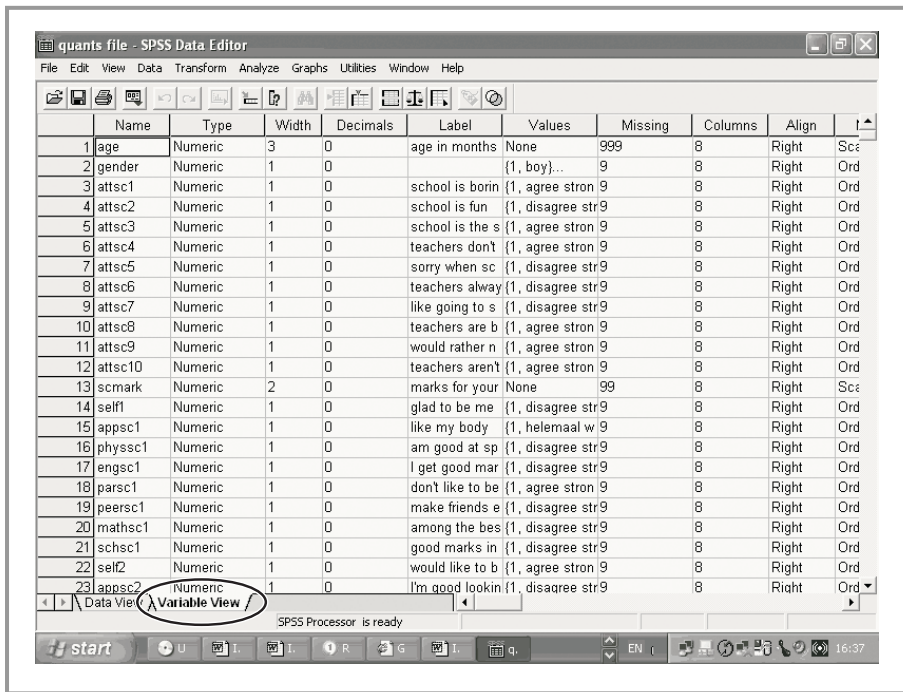 quants file - SPSS Data Editor
File Edit View Data Transform Analyze Graphs Utilities Window Help
Name Type Width Decimals Label Values Missing Columns Align
1 age Numeric 3 0 age in months None 999 8 Right Sca
2 gender Numeric 1 0 {1, boy}... 9 8 Right Ord
3 attsc1 Numeric 1 0 school is borin {1, agree stron 9 8 Right Ord
4 attsc2 Numeric 1 0 school is fun {1, disagree str 9 8 Right Ord
5 attsc3 Numeric 1 0 school is the s {1, agree stron 9 8 Right Ord
6 attsc4 Numeric 1 0 teachers don't {1, agree stron 9 8 Right Ord
7 attsc5 Numeric 1 0 sorry when sc {1, disagree str 9 8 Right Ord
8 attsc6 Numeric 1 0 teachers alway {1, disagree str 9 8 Right Ord
9 attsc7 Numeric 1 0 like going to s {1, disagree str 9 8 Right Ord
10 attsc8 Numeric 1 0 teachers are b {1, agree stron 9 8 Right Ord
11 attsc9 Numeric 1 0 would rather n {1, agree stron 9 8 Right Ord
12 attsc10 Numeric 1 0 teachers aren't {1, agree stron 9 8 Right Ord
13 scmark Numeric 2 0 marks for your None 99 8 Right Sca
14 self1 Numeric 1 0 glad to be me {1, disagree str 9 8 Right Ord
15 appsc1 Numeric 1 0 like my body {1, helemaal w 9 8 Right Ord
16 physsc1 Numeric 1 0 am good at sp {1, disagree str 9 8 Right Ord
17 engsc1 Numeric 1 0 I get good mar {1, disagree str 9 8 Right Ord
18 parsc1 Numeric 1 0 don't like to be {1, agree stron 9 8 Right Ord
19 peersc1 Numeric 1 0 make friends e {1, disagree str 9 8 Right Ord
20 mathsc1 Numeric 1 0 among the bes {1, disagree str 9 8 Right Ord
21 schsc1 Numeric 1 0 good marks in {1, disagree str 9 8 Right Ord
22 self2 Numeric 1 0 would like to b {1, agree stron 9 8 Right Ord
23 appsc2 Numeric 1 0 I'm good lookin {1, disagree str 9 8 Right Ord
Data View Variable View
SPSS Processor is ready
start U I. I. R G I. q. EN 16:37